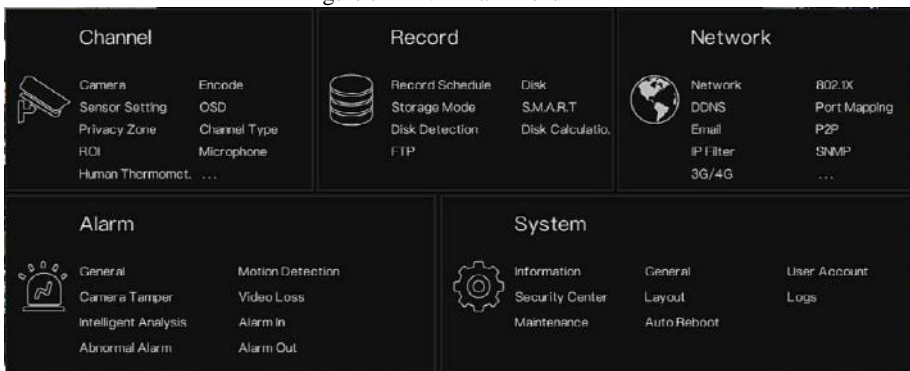 Channel
Camera Encode
Sensor Setting OSD
Privacy Zone Channel Type
ROI Microphone
Human Thermomet. ...
Record
Record Schedule Disk
Storage Mode S.M.A.R.T
Disk Detection Disk Calculatio.
FTP
Network
Network 802.1X
DDNS Port Mapping
Email P2P
IP Filter SNMP
3G/4G ...
Alarm
General Motion Detection
Camera Tamper Video Loss
Intelligent Analysis Alarm In
Abnormal Alarm Alarm Out
System
Information General User Account
Security Center Layout Logs
Maintenance Auto Reboot